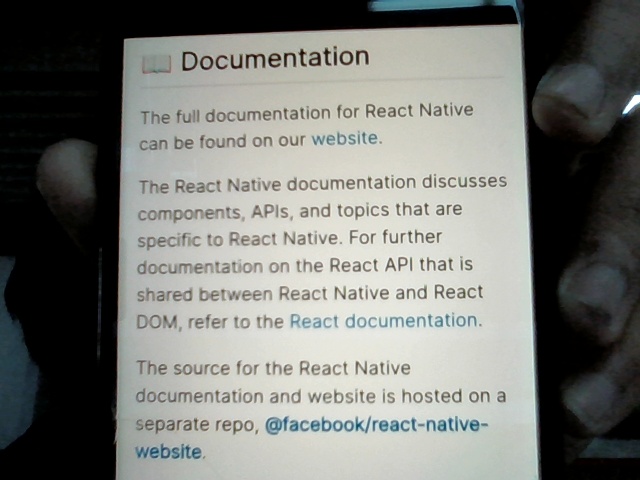 📖 Documentation
The full documentation for React Native
can be found on our website.
The React Native documentation discusses
components, APIs, and topics that are
specific to React Native. For further
documentation on the React API that is
shared between React Native and React
DOM, refer to the React documentation.
The source for the React Native
documentation and website is hosted on a
separate repo, @facebook/react-native-
website.